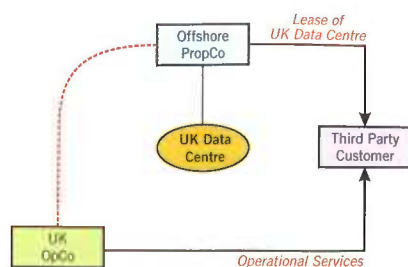 Offshore
PropCo
Lease of
UK Data Centre
UK Data
Centre
Third Party
Customer
UK
OpCo
Operational Services